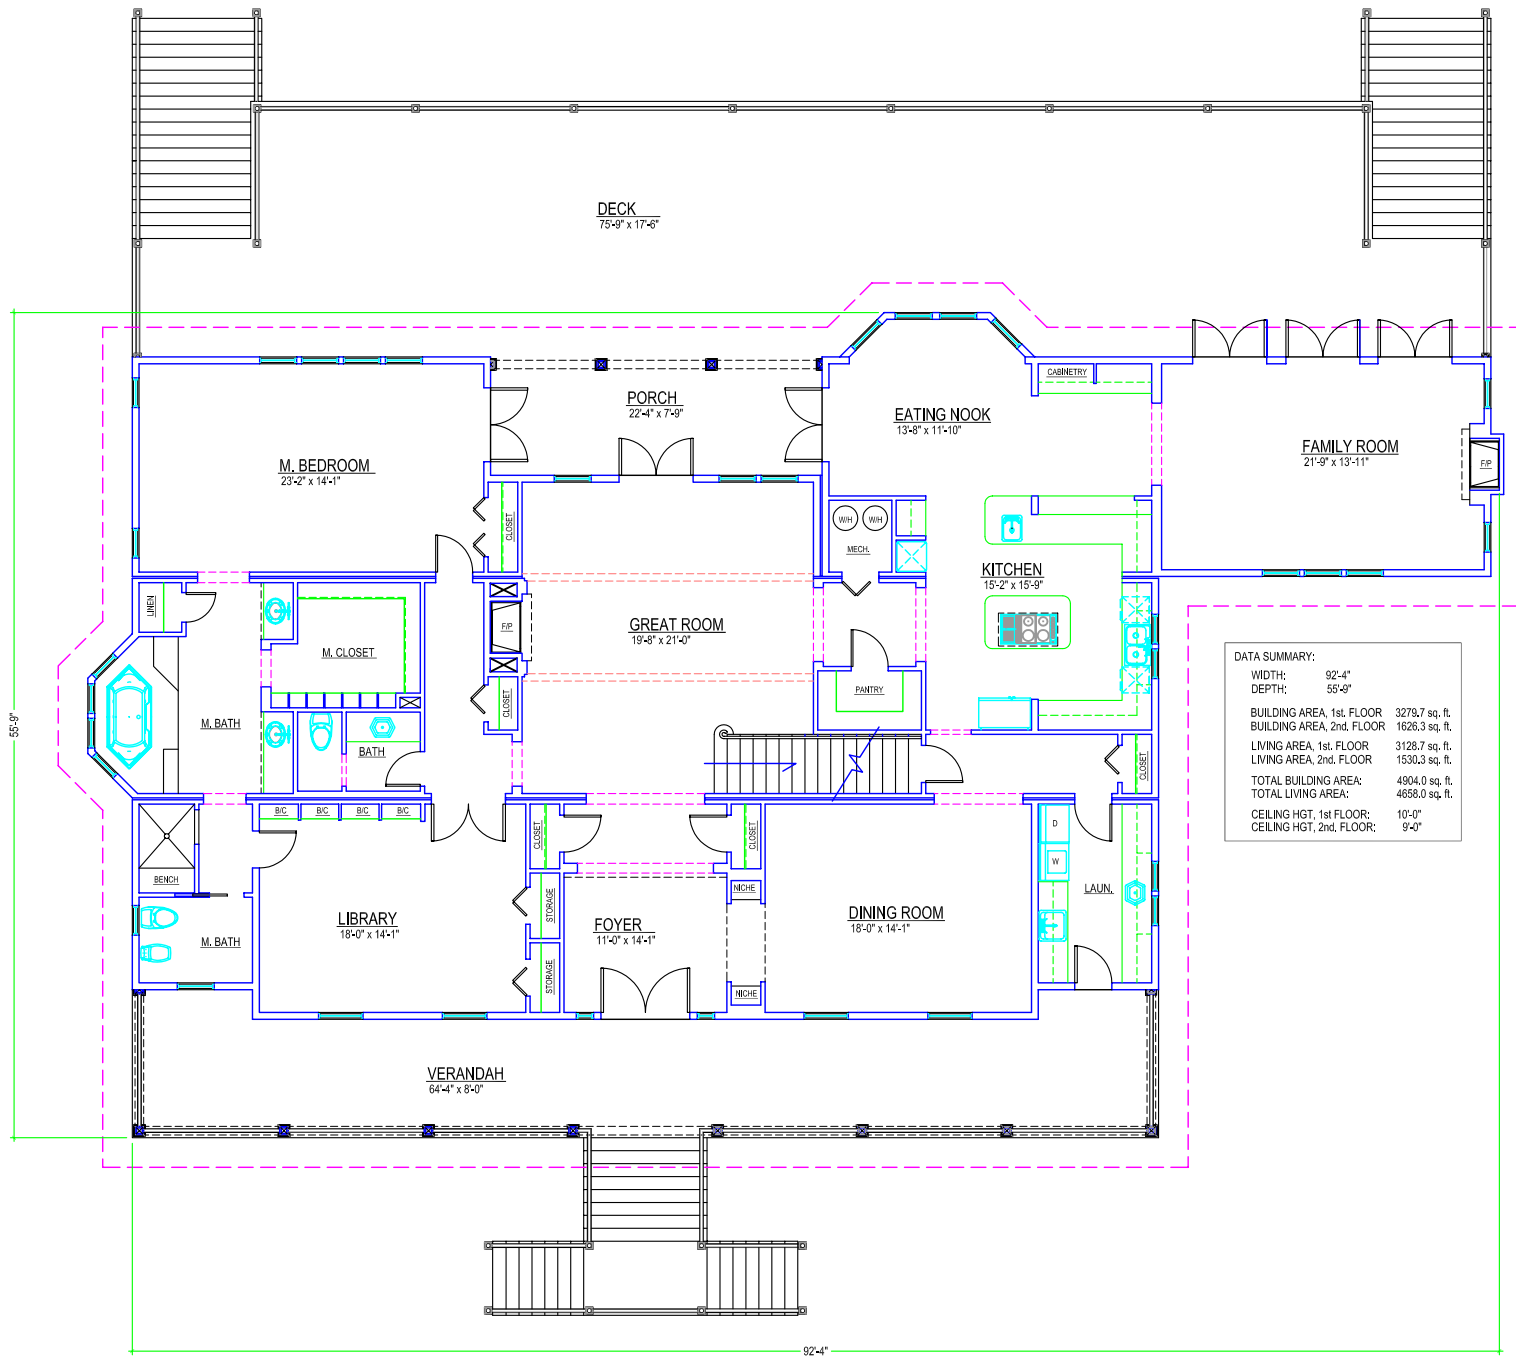 DECK
75'-9" x 17'-6"
CABINETRY
PORCH
22'-4" x 7'-9"
EATING NOOK
13'-8" x 11'-10"
FAMILY ROOM
21'-9" x 13'-11"
F/P
M. BEDROOM
23'-2" x 14'-1"
CLOSET
W/H
W/H
MECH.
KITCHEN
15'-2" x 15'-9"
LINEN
F/P
GREAT ROOM
19'-8" x 21'-0"
M. CLOSET
PANTRY
CLOSET
M. BATH
BATH
55'-9"
CLOSET
DATA SUMMARY:
WIDTH: 92'-4"
DEPTH: 55'-9"
BUILDING AREA, 1st. FLOOR 3279.7 sq. ft.
BUILDING AREA, 2nd. FLOOR 1626.3 sq. ft.
LIVING AREA, 1st. FLOOR 3128.7 sq. ft.
LIVING AREA, 2nd. FLOOR 1530.3 sq. ft.
TOTAL BUILDING AREA: 4904.0 sq. ft.
TOTAL LIVING AREA: 4658.0 sq. ft.
CEILING HGT, 1st FLOOR: 10'-0"
CEILING HGT, 2nd, FLOOR: 9'-0"
B/C
B/C
B/C
B/C
CLOSET
CLOSET
D
W
BENCH
NICHE
LAUN.
STORAGE
LIBRARY
18'-0" x 14'-1"
FOYER
11'-0" x 14'-1"
DINING ROOM
18'-0" x 14'-1"
M. BATH
STORAGE
NICHE
VERANDAH
64'-4" x 8'-0"
92'-4"